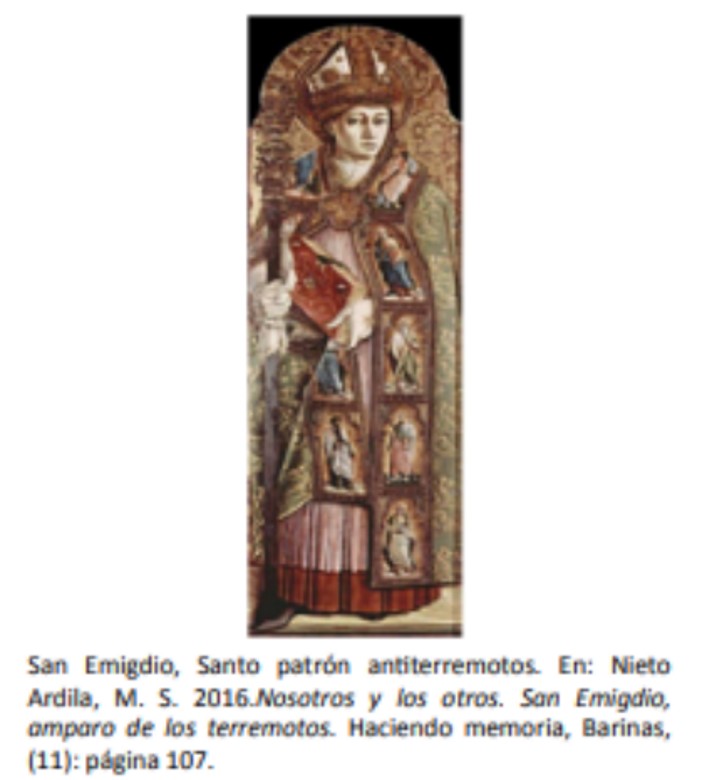 San Emigdio, Santo patrón antiterremotos. En: Nieto
Ardila, M. S. 2016.Nosotros y los otros. San Emigdio,
amparo de los terremotos. Haciendo memoria, Barinas,
(11): página 107.